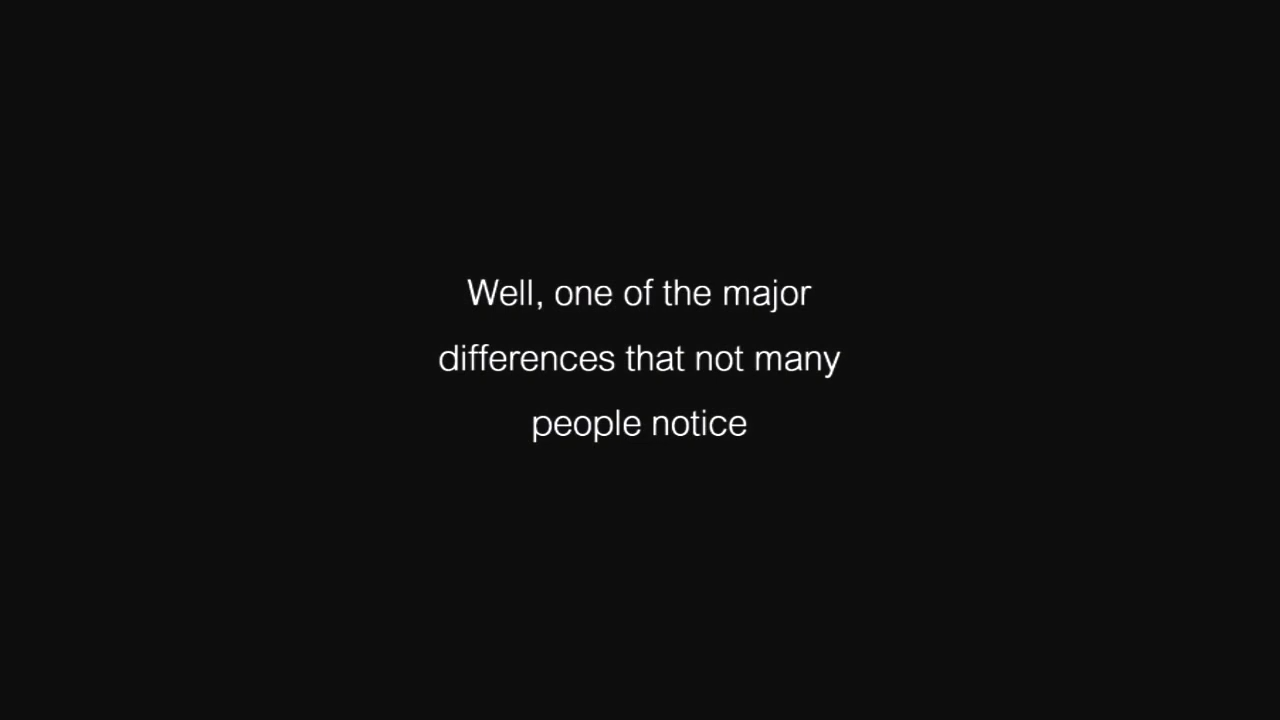 Well, one of the major
differences that not many
people notice